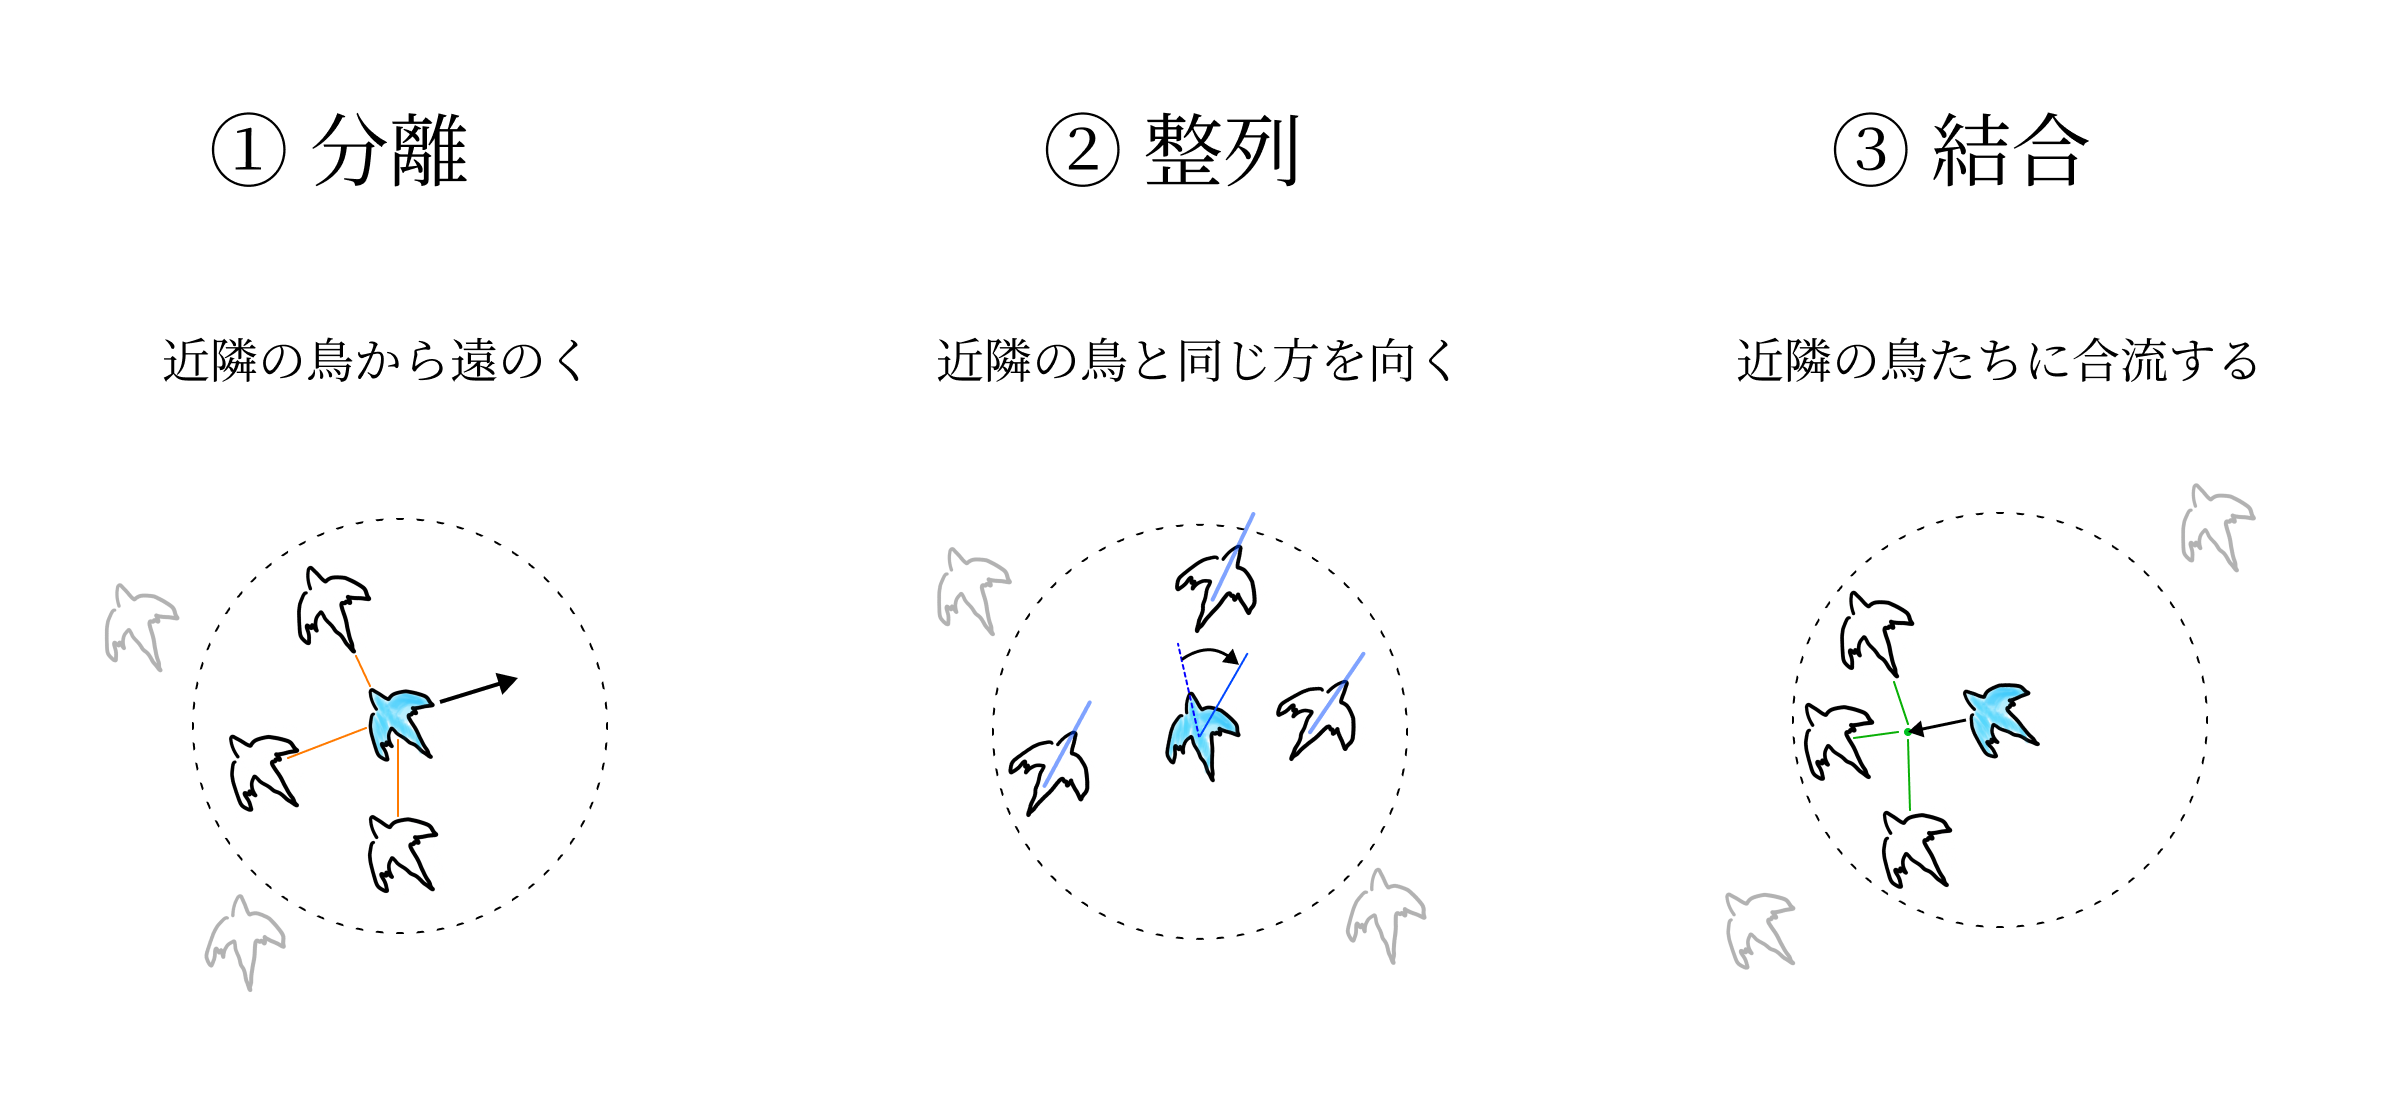 ① 分離
② 整列
③ 結合
近隣の鳥から遠のく
近隣の鳥と同じ方を向く
近隣の鳥たちに合流する